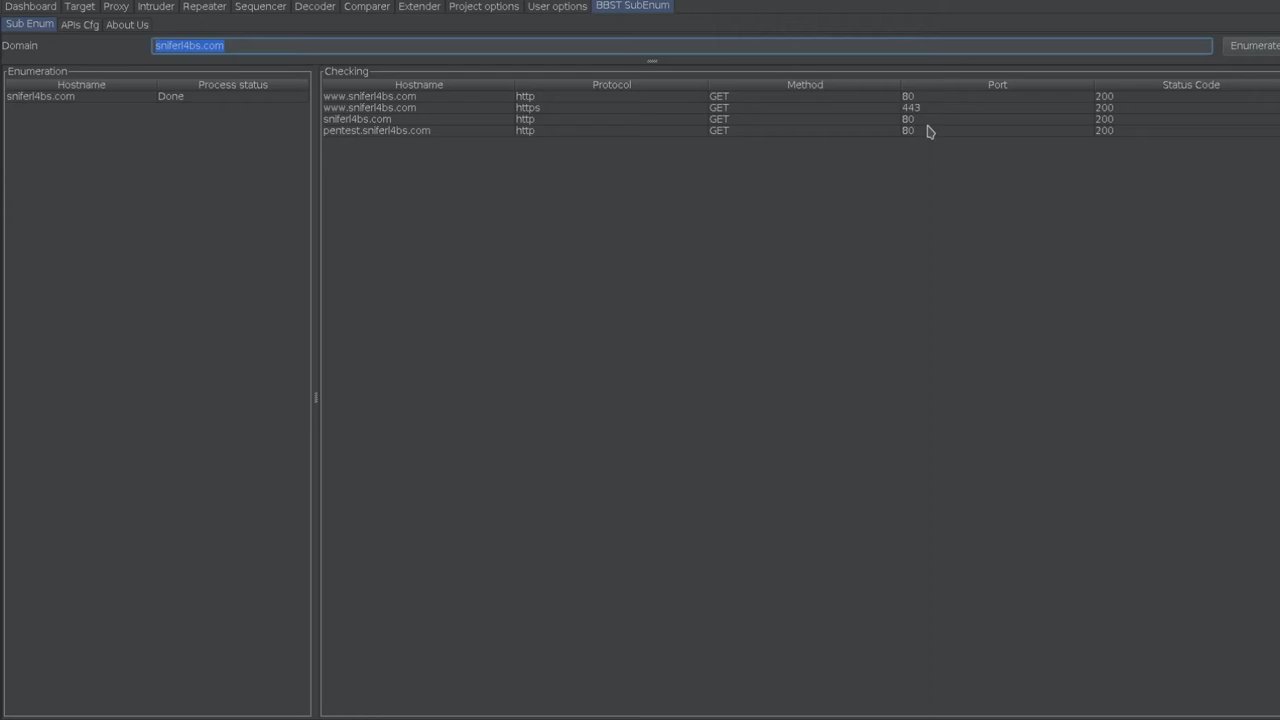 Dashboard Target Proxy Intruder Repeater Sequencer Decoder Comparer Extender Project options User options BBST SubEnum
Sub Enum APIs Cfg About Us
Domain sniferl4bs.com Enumerate
Enumeration Checking
Hostname Process status Hostname Protocol Method Port Status Code
sniferl4bs.com Done www.sniferl4bs.com http GET 80 200
www.sniferl4bs.com https GET 443 200
sniferl4bs.com http GET 80 200
pentest.sniferl4bs.com http GET 80 200